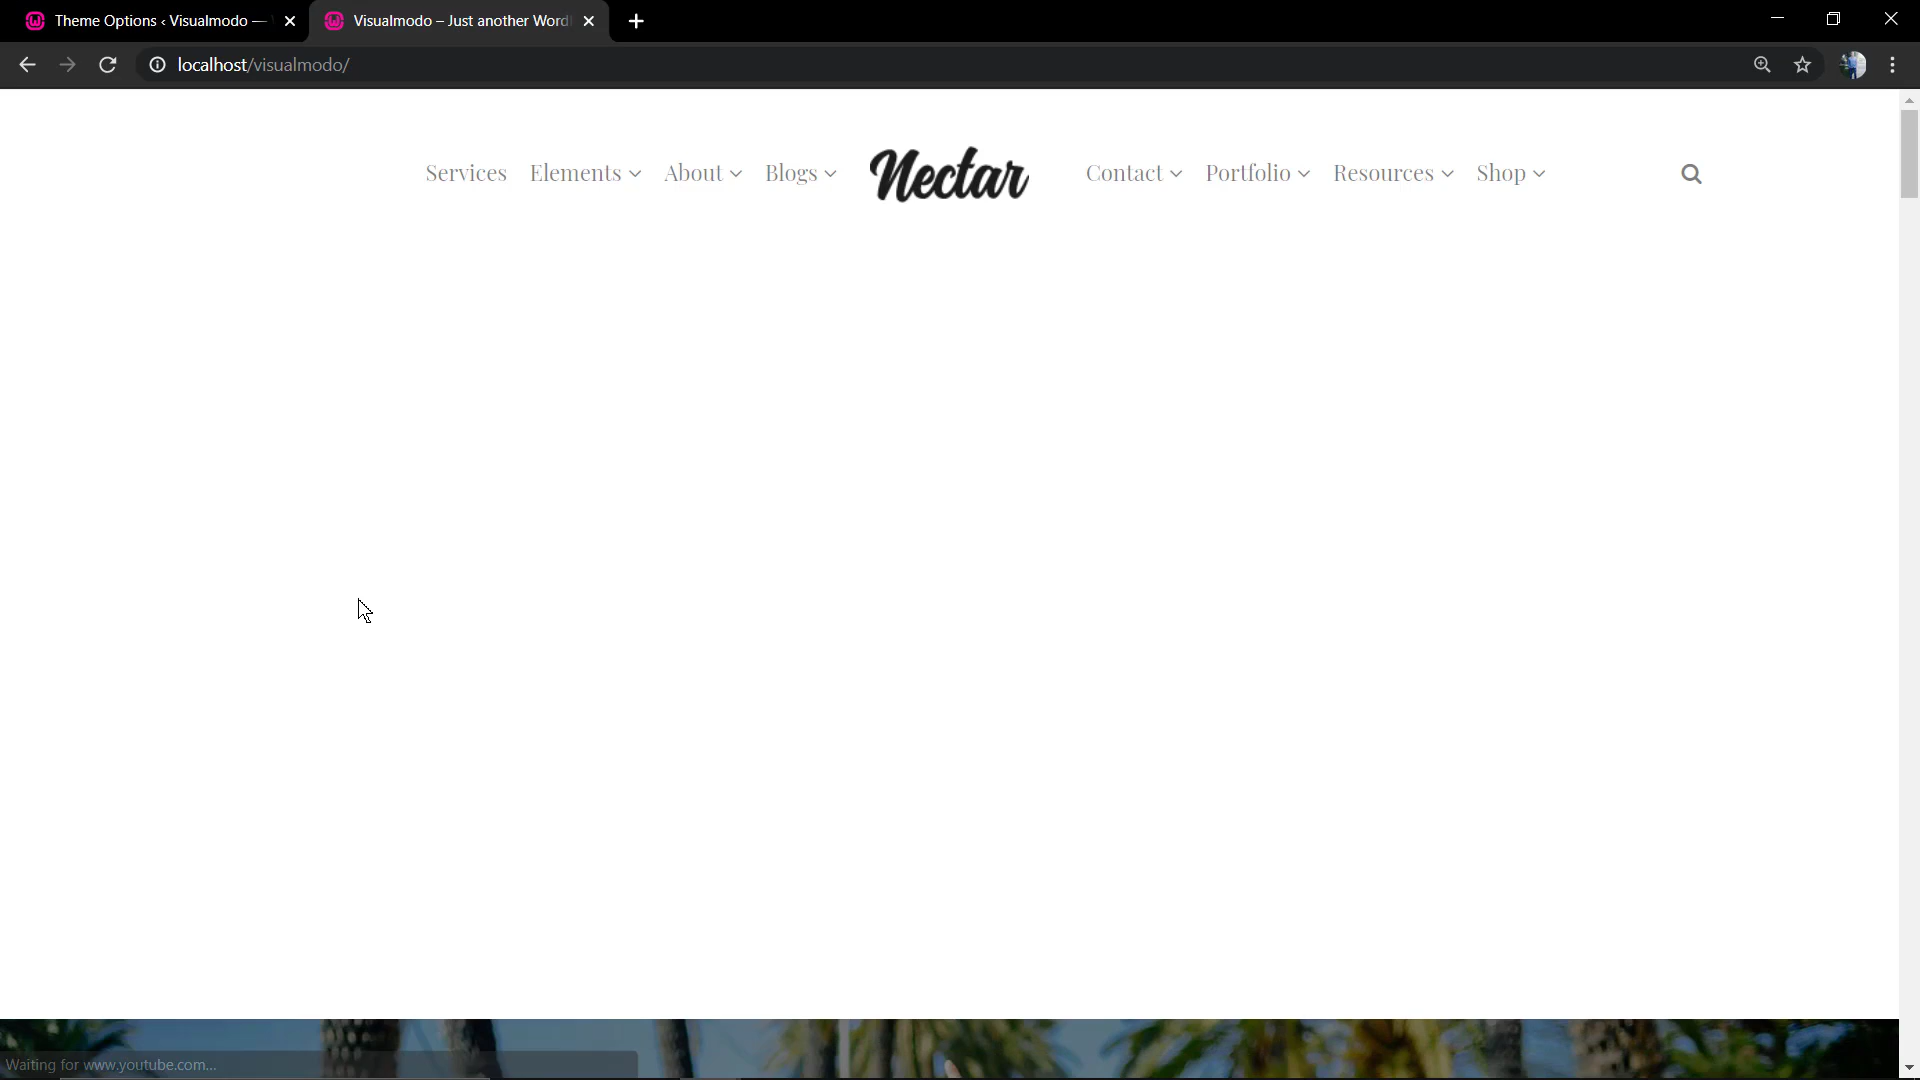 Theme Options ‹ Visualmodo —
Visualmodo – Just another Word
localhost/visualmodo/
Services Elements About Blogs Nectar Contact Portfolio Resources Shop
Waiting for www.youtube.com...